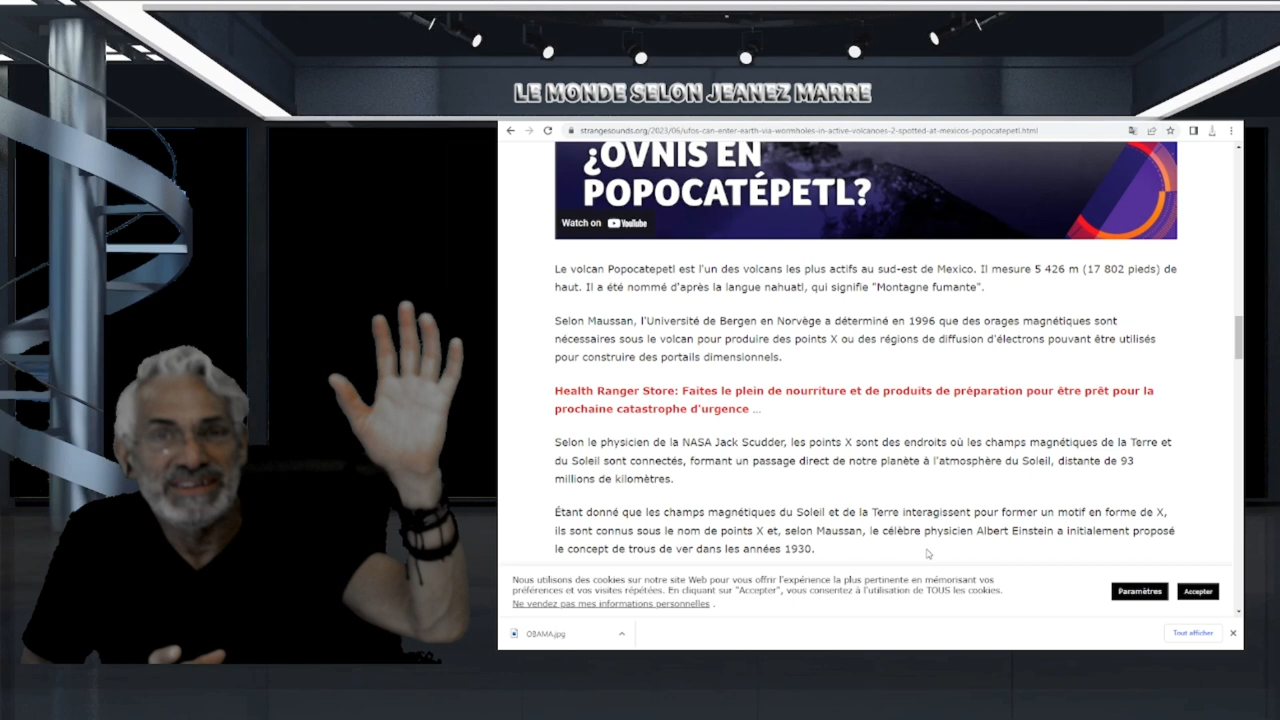 LE MONDE SELON JEANEZ MARRE
strangesounds.org/2023/06/ufos-can-enter-earth-via-wormholes-in-active-volcanoes-2-spotted-at-mexicos-popocatepetl.html
¿OVNIS EN
POPOCATÉPETL?
Watch on YouTube
Le volcan Popocatepetl est l'un des volcans les plus actifs au sud-est de Mexico. Il mesure 5 426 m (17 802 pieds) de
haut. Il a été nommé d'après la langue nahuatl, qui signifie "Montagne fumante".
Selon Maussan, l'Université de Bergen en Norvège a déterminé en 1996 que des orages magnétiques sont
nécessaires sous le volcan pour produire des points X ou des régions de diffusion d'électrons pouvant être utilisés
pour construire des portails dimensionnels.
Health Ranger Store: Faites le plein de nourriture et de produits de préparation pour être prêt pour la
prochaine catastrophe d'urgence ...
Selon le physicien de la NASA Jack Scudder, les points X sont des endroits où les champs magnétiques de la Terre et
du Soleil sont connectés, formant un passage direct de notre planète à l'atmosphère du Soleil, distante de 93
millions de kilomètres.
Étant donné que les champs magnétiques du Soleil et de la Terre interagissent pour former un motif en forme de X,
ils sont connus sous le nom de points X et, selon Maussan, le célèbre physicien Albert Einstein a initialement proposé
le concept de trous de ver dans les années 1930.
Nous utilisons des cookies sur notre site Web pour vous offrir l'expérience la plus pertinente en mémorisant vos
préférences et vos visites répétées. En cliquant sur "Accepter", vous consentez à l'utilisation de TOUS les cookies.
Ne vendez pas mes informations personnelles .
Paramètres
Accepter
OBAMA.jpg
Tout afficher